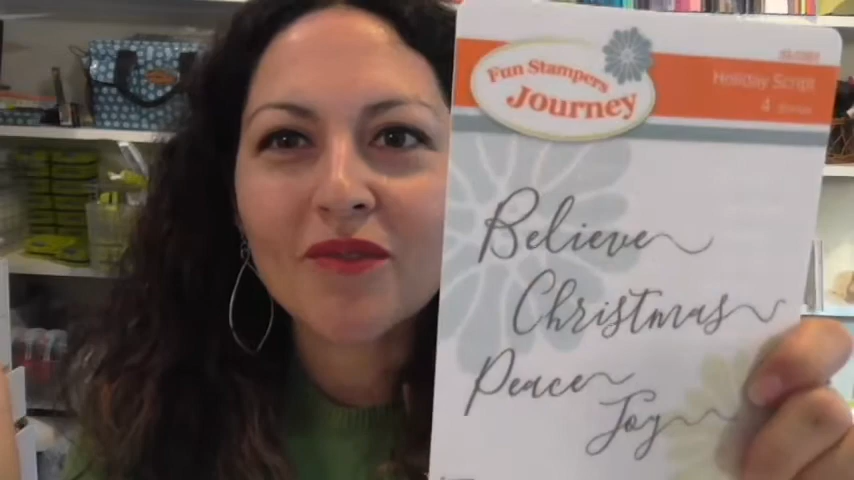 Fun Stampers
Journey
Holiday Script
4
Believe
Christmas
Peace
Joy